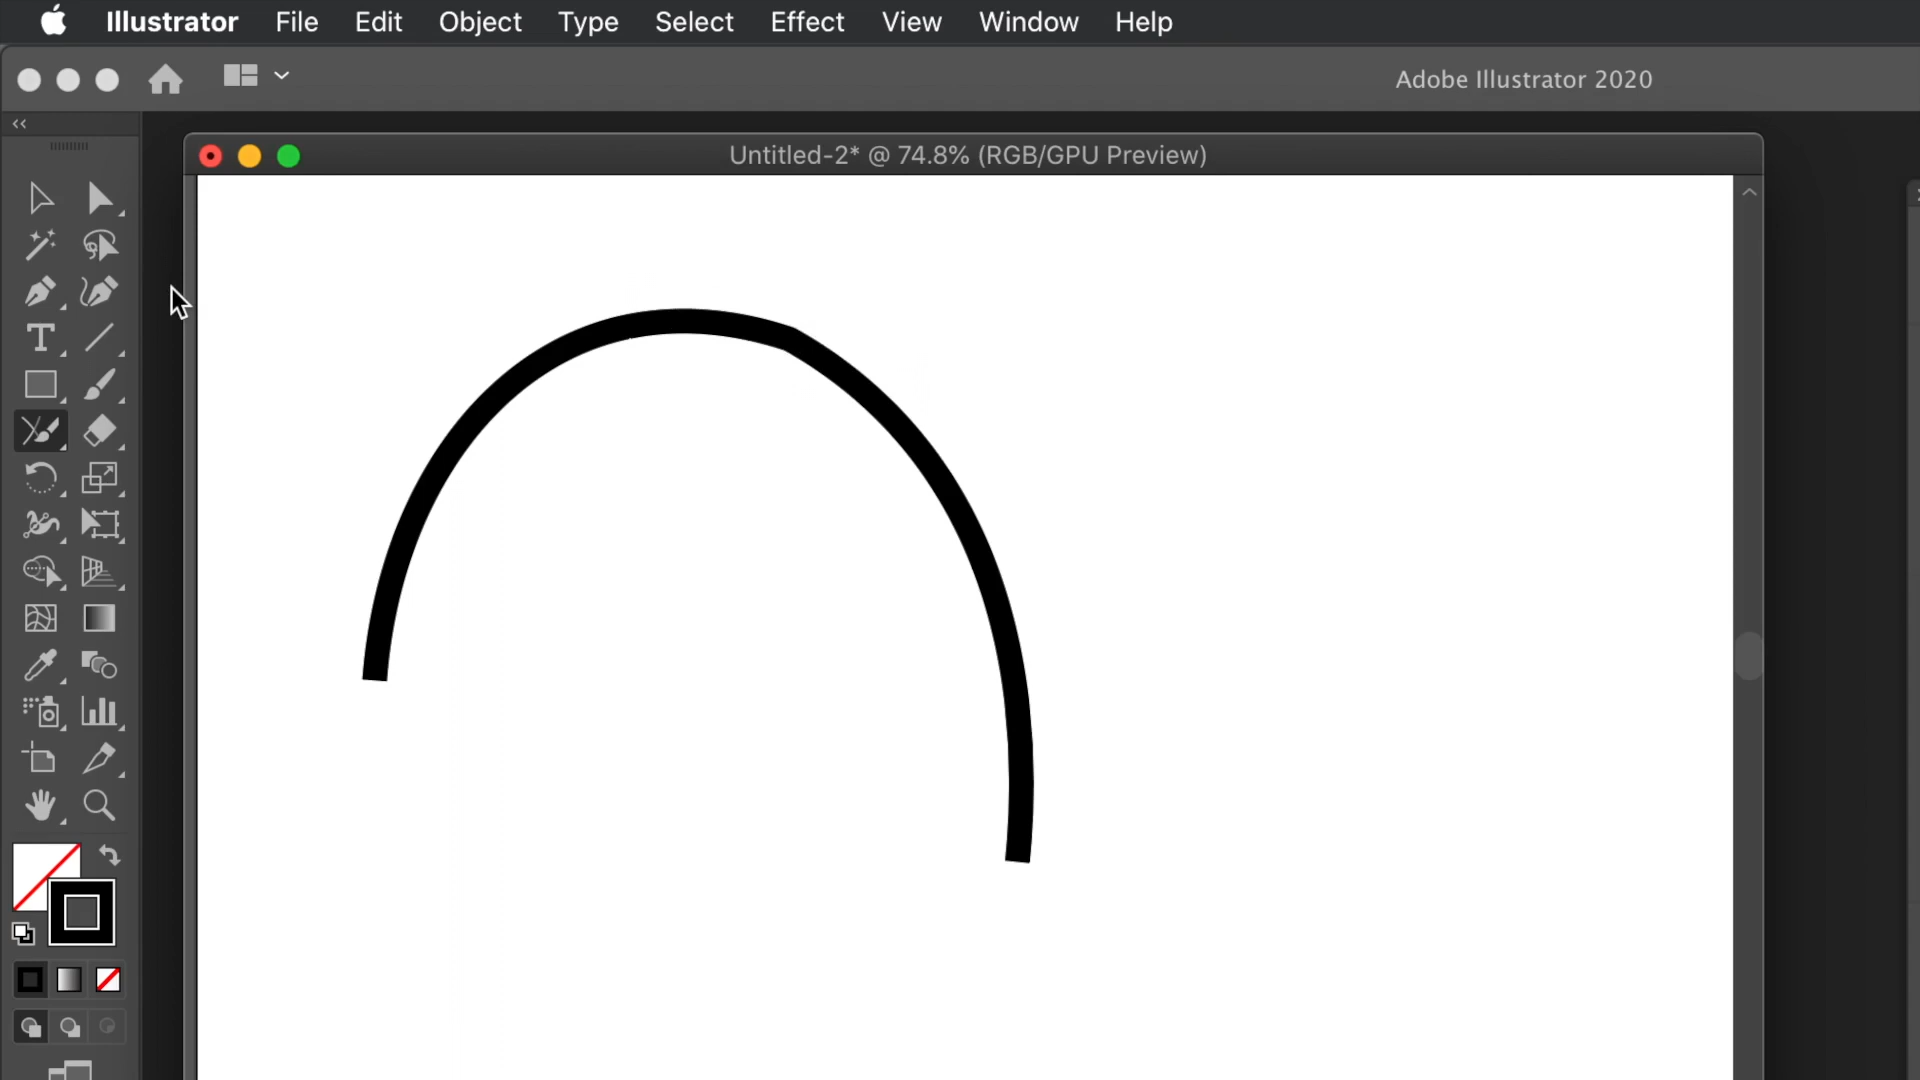 Illustrator File Edit Object Type Select Effect View Window Help
Adobe Illustrator 2020
Untitled-2* @ 74.8% (RGB/GPU Preview)